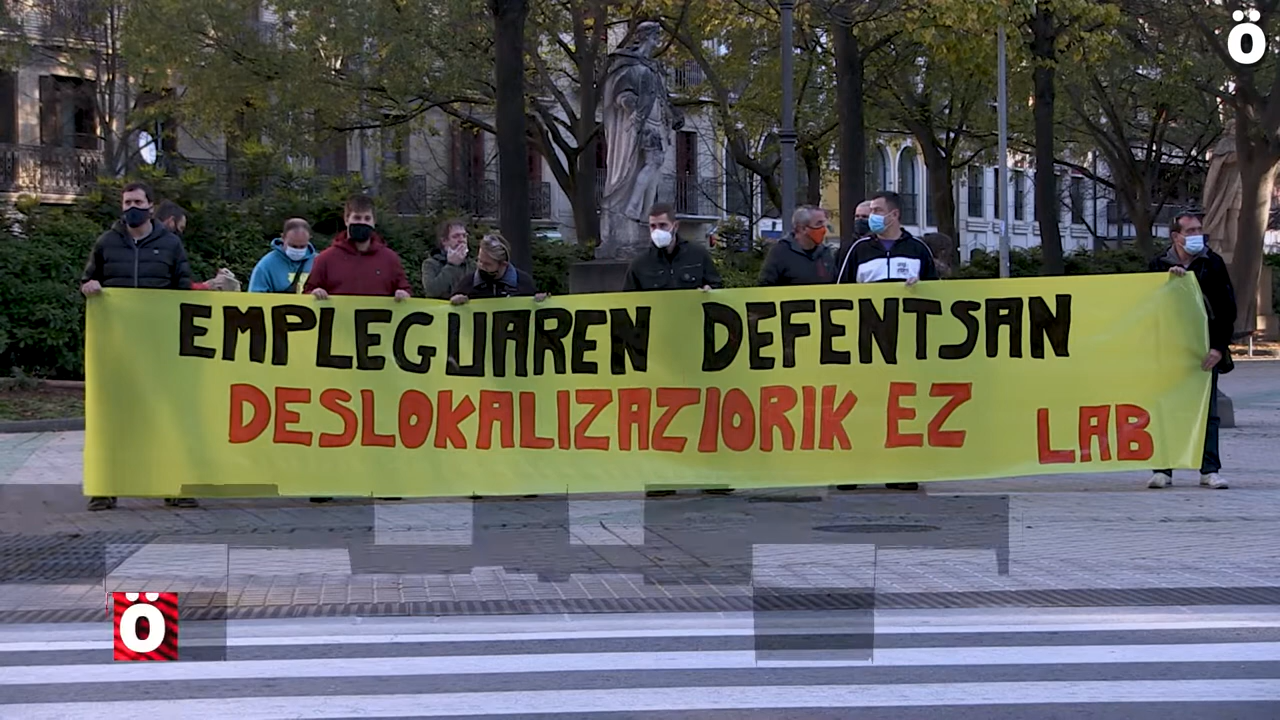 ö
EMPLEGUAREN DEFENTSAN
DESLOKALIZAZIORIK EZ
LAB
ö